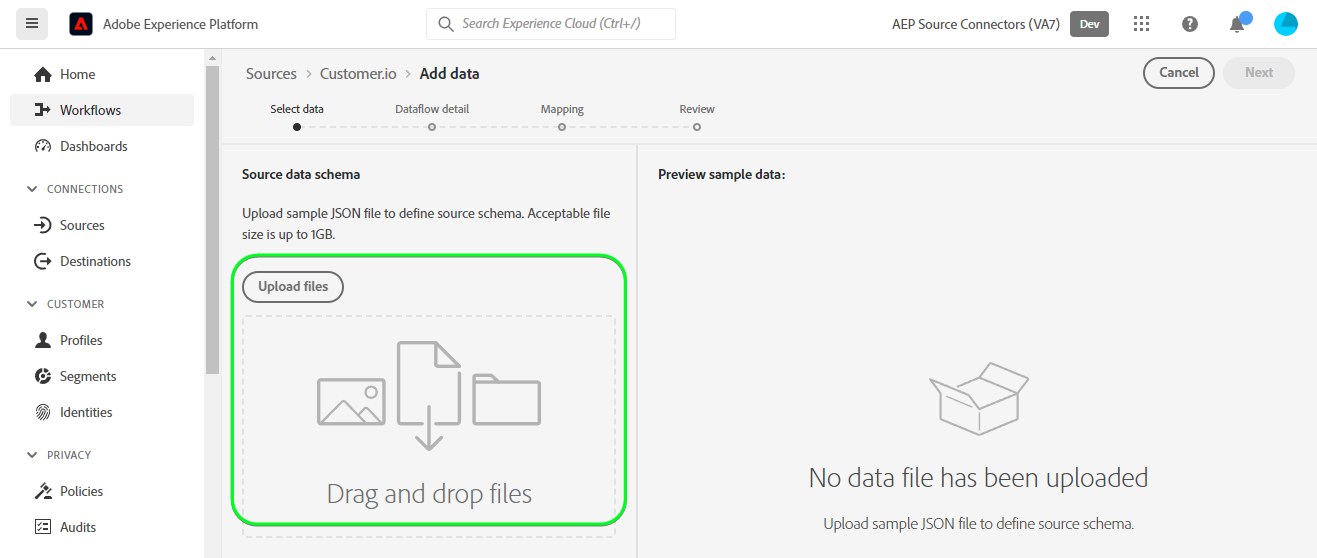 Adobe Experience Platform
Search Experience Cloud (Ctrl+/)
AEP Source Connectors (VA7)
Dev
Home
Workflows
Dashboards
CONNECTIONS
Sources
Destinations
CUSTOMER
Profiles
Segments
Identities
PRIVACY
Policies
Audits
Sources > Customer.io > Add data
Cancel
Next
Select data
Dataflow detail
Mapping
Review
Source data schema
Upload sample JSON file to define source schema. Acceptable file
size is up to 1GB.
Upload files
Drag and drop files
Preview sample data:
No data file has been uploaded
Upload sample JSON file to define source schema.